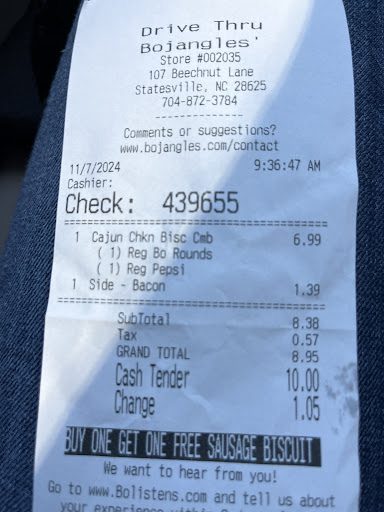 Drive Thru
Bojangles'
Store #002035
107 Beechnut Lane
Statesville, NC 28625
704-872-3784
--------------
Comments or suggestions?
www.bojangles.com/contact
11/7/2024 9:36:47 AM
Cashier:
Check: 439655
1 Cajun Chkn Bisc Cmb 6.99
( 1) Reg Bo Rounds
( 1) Reg Pepsi
1 Side - Bacon 1.39
SubTotal 8.38
Tax 0.57
GRAND TOTAL 8.95
Cash Tender 10.00
Change 1.05
BUY ONE GET ONE FREE SAUSAGE BISCUIT
We want to hear from you!
Go to www.Bolistens.com and tell us about
your experience within